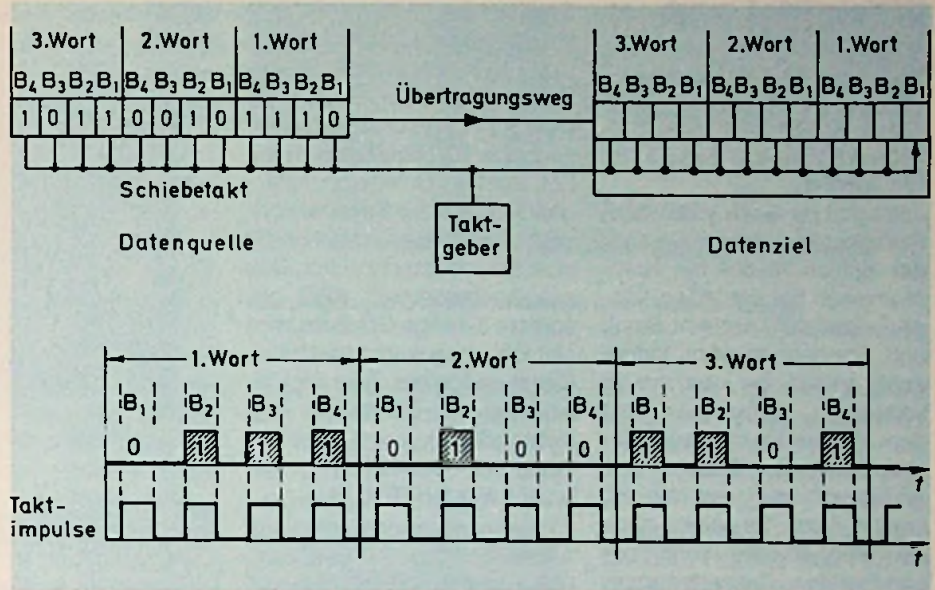 3.Wort 2.Wort 1.Wort 3.Wort 2.Wort 1.Wort
B₄ B₃ B₂ B₁ B₄ B₃ B₂ B₁ B₄ B₃ B₂ B₁ Übertragungsweg B₄ B₃ B₂ B₁ B₄ B₃ B₂ B₁ B₄ B₃ B₂ B₁
1 0 1 1 0 0 1 0 1 1 1 0
Schiebetakt
Takt-
geber
Datenquelle Datenziel
1.Wort 2.Wort 3.Wort
B₁ B₂ B₃ B₄ B₁ B₂ B₃ B₄ B₁ B₂ B₃ B₄
0 1 1 1 0 1 0 0 1 1 0 1
t
Takt-
impulse
t